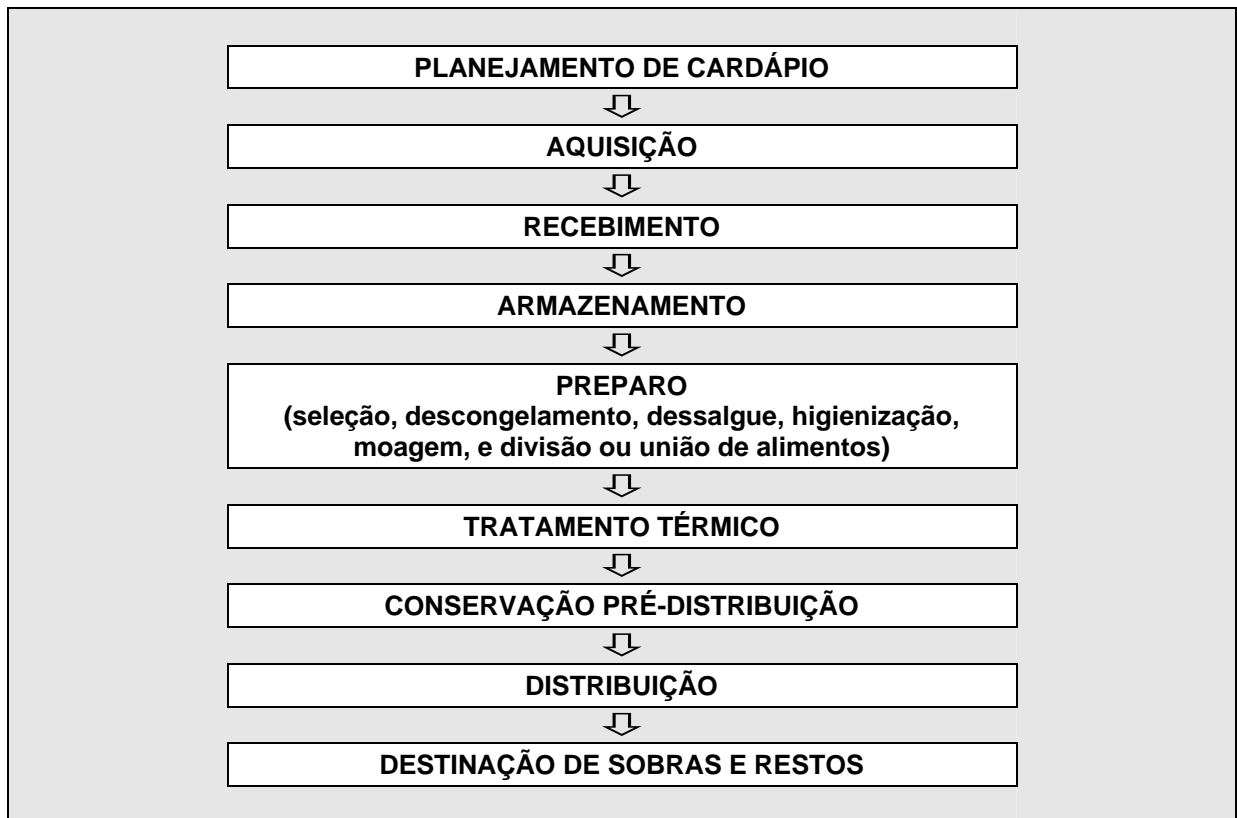 PLANEJAMENTO DE CARDÁPIO
AQUISIÇÃO
RECEBIMENTO
ARMAZENAMENTO
PREPARO
(seleção, descongelamento, dessalgue, higienização,
moagem, e divisão ou união de alimentos)
TRATAMENTO TÉRMICO
CONSERVAÇÃO PRÉ-DISTRIBUIÇÃO
DISTRIBUIÇÃO
DESTINAÇÃO DE SOBRAS E RESTOS